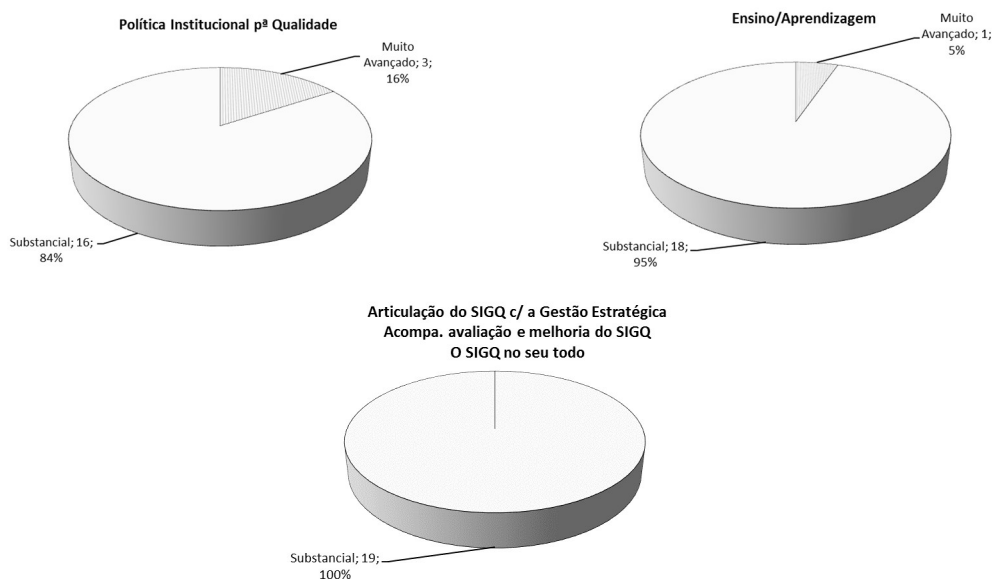 Política Institucional pª Qualidade
Muito
Avançado; 3;
16%
Substancial; 16;
84%
Ensino/Aprendizagem
Muito
Avançado; 1;
5%
Substancial; 18;
95%
Articulação do SIGQ c/ a Gestão Estratégica
Acompa. avaliação e melhoria do SIGQ
O SIGQ no seu todo
Substancial; 19;
100%